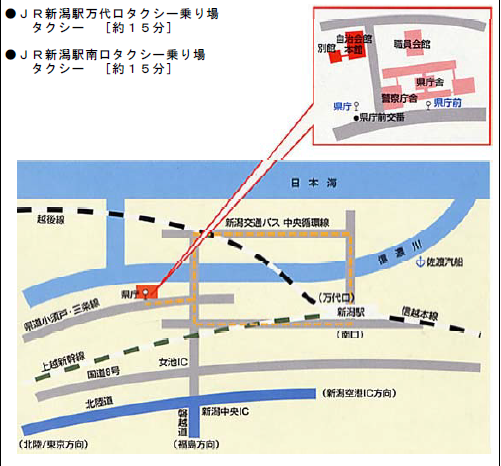 ●ＪＲ新潟駅万代口タクシー乗り場
タクシー　［約１５分］
●ＪＲ新潟駅南口タクシー乗り場
タクシー　［約１５分］
自治会館
別館
本館
職員会館
県庁舎
警察庁舎
県庁
県庁前
●県庁前交番
日本海
越後線
新潟交通バス 中央循環線
信濃川
佐渡汽船
県庁
(万代口)
新潟駅
信越本線
(南口)
県道小須戸・三条線
上越新幹線
女池IC
国道8号
北陸道
新潟中央IC
(新潟空港IC方向)
磐越道
(北陸/東京方向)
(福島方向)